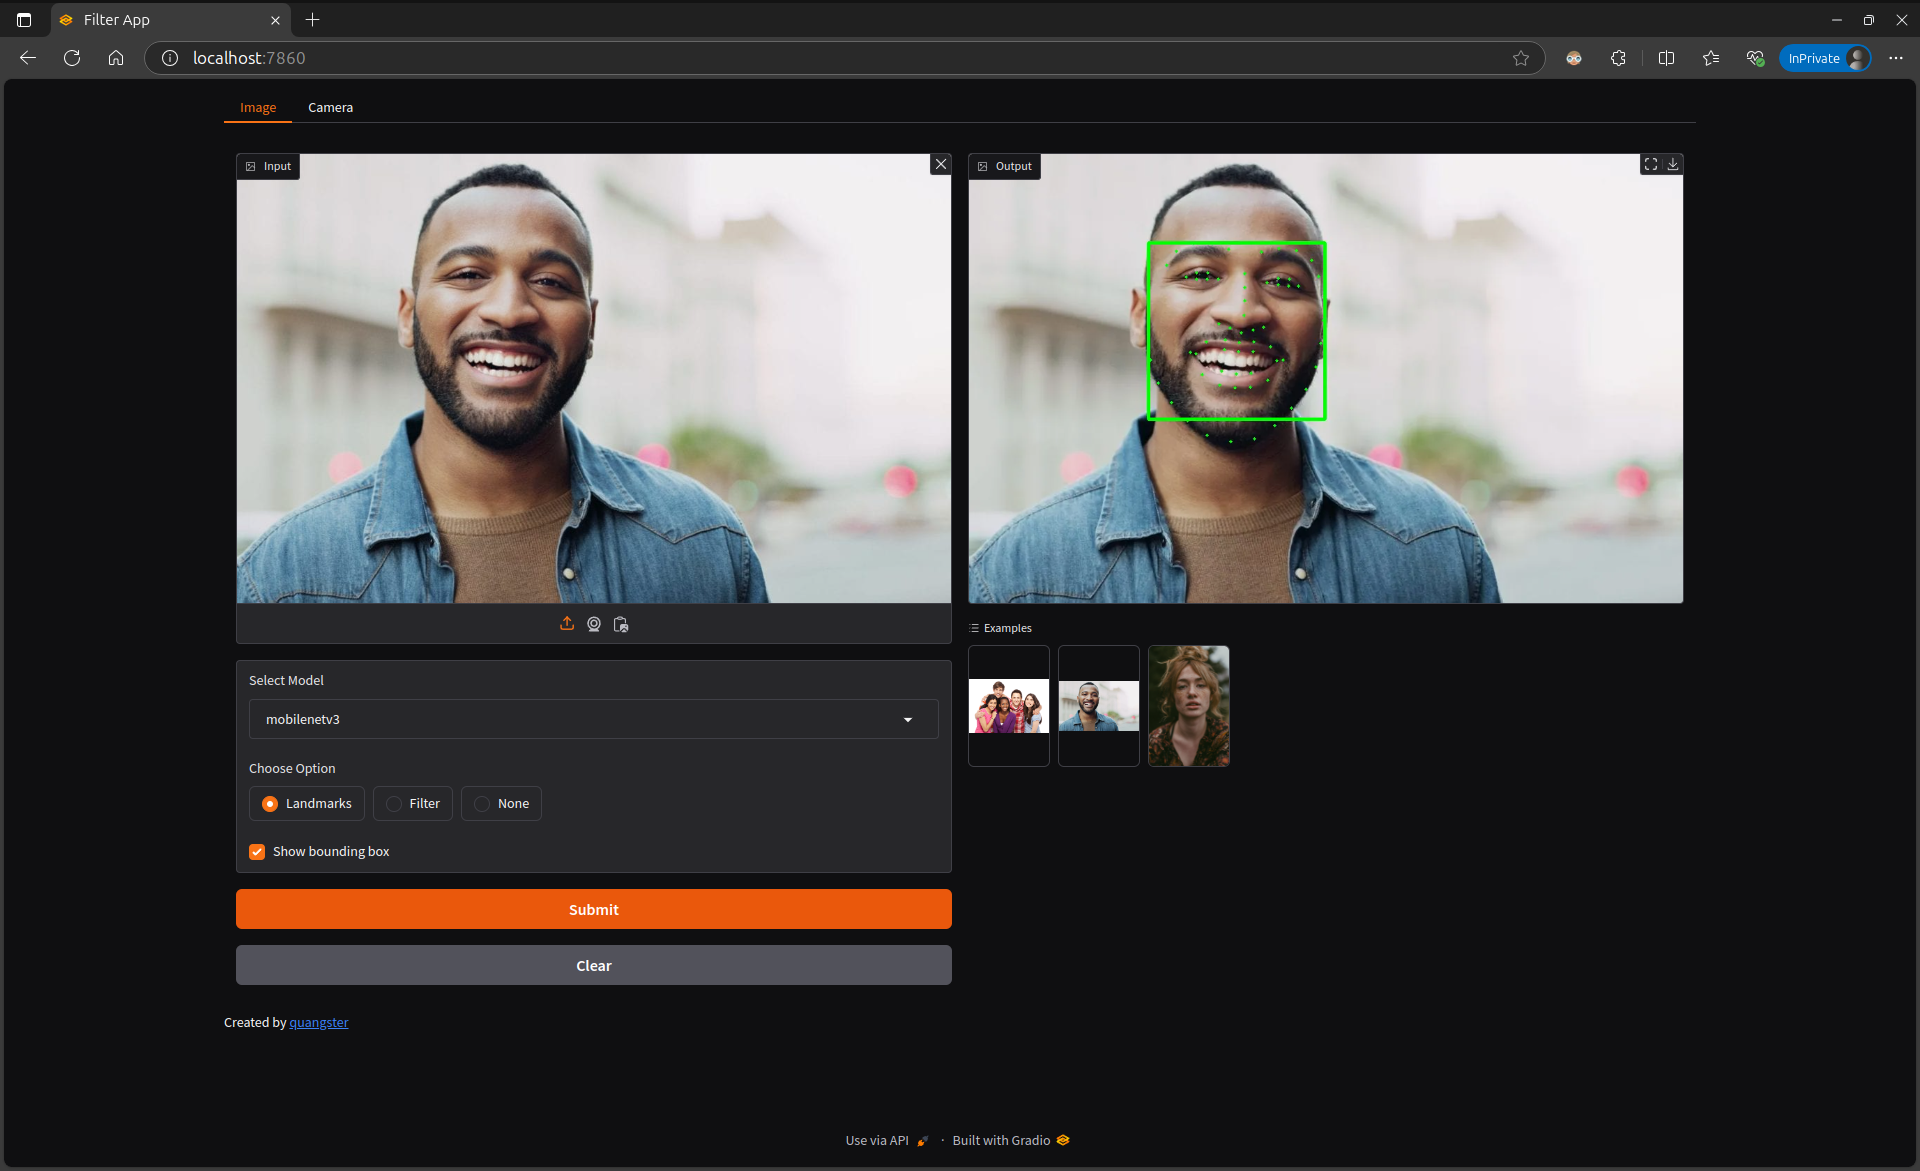 Filter App
localhost:7860
InPrivate
Image
Camera
Input
Output
Examples
Select Model
mobilenetv3
Choose Option
Landmarks
Filter
None
Show bounding box
Submit
Clear
Created by quangster
Use via API
·
Built with Gradio